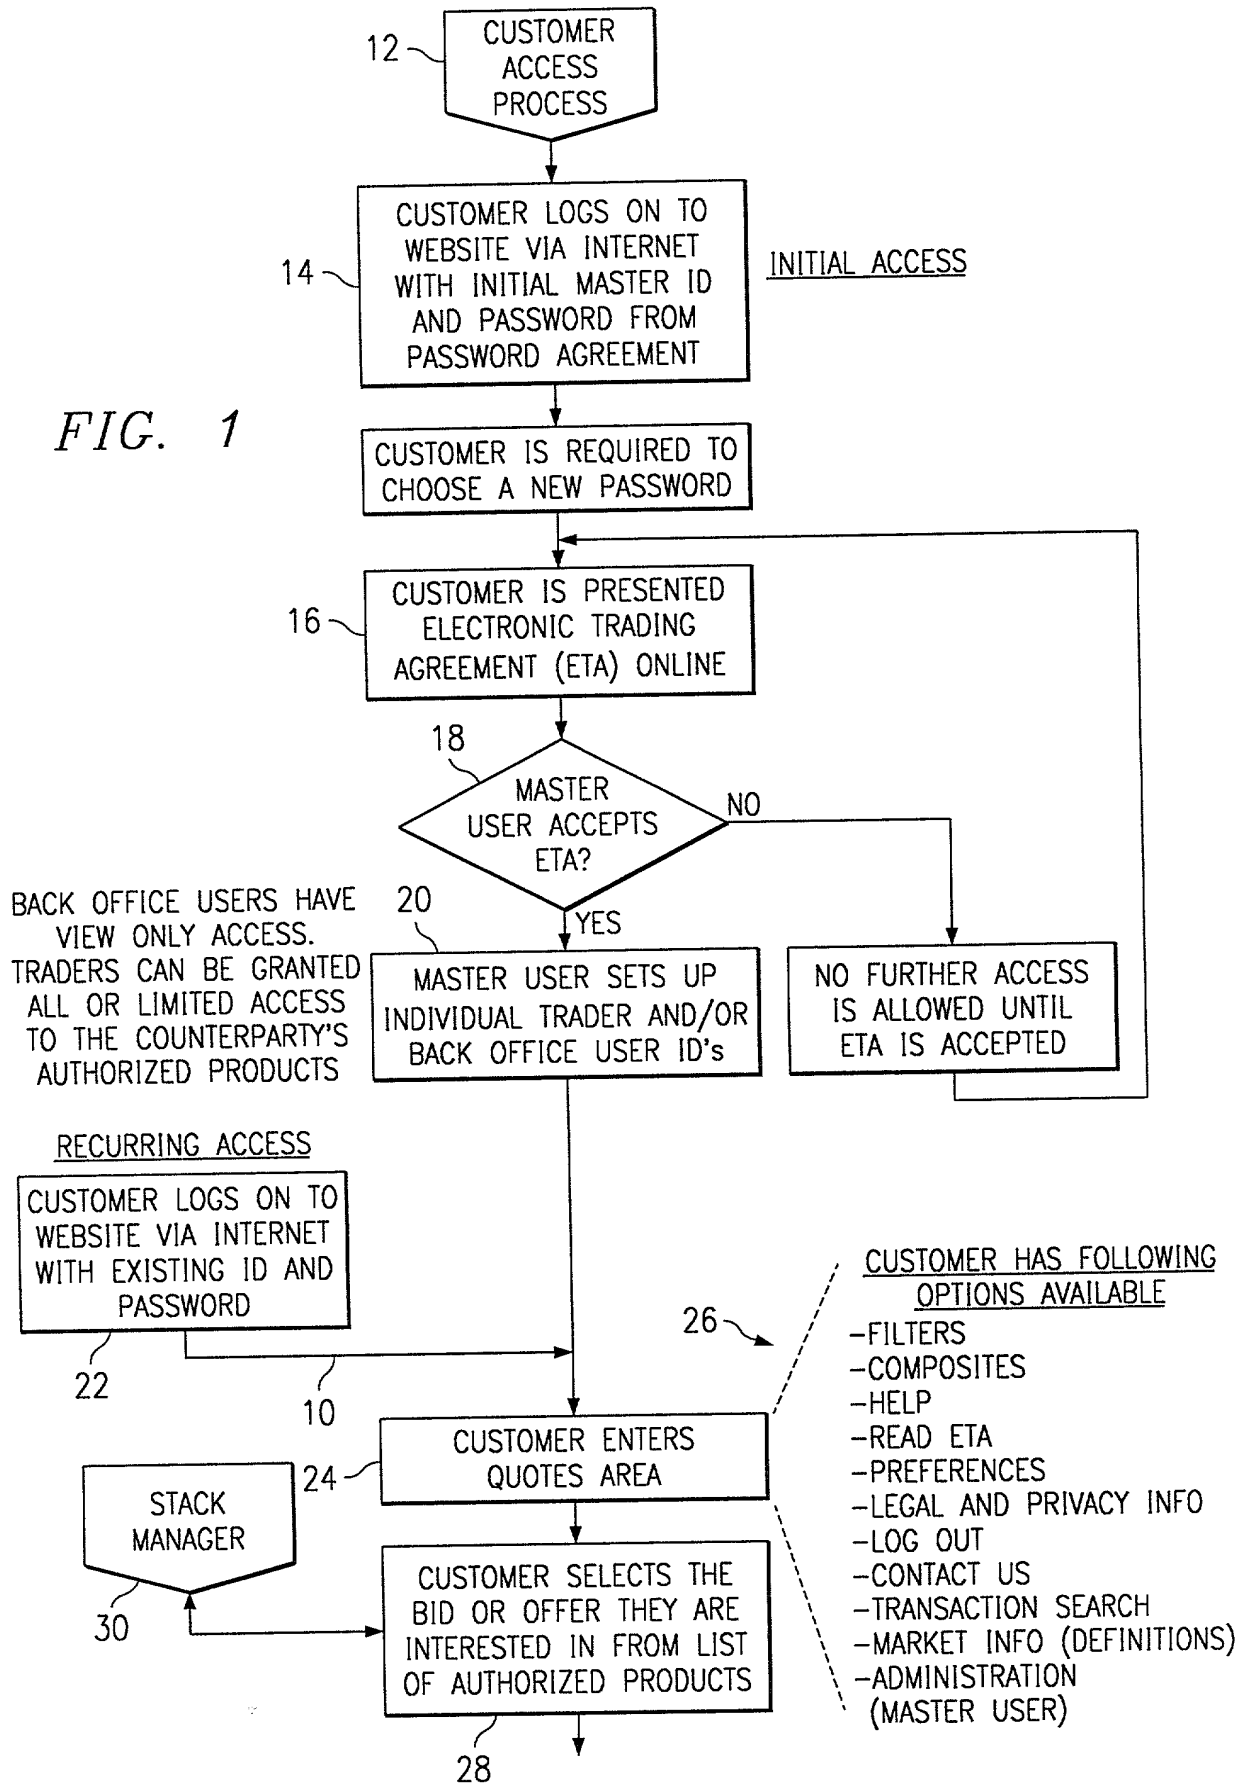 CUSTOMER
ACCESS
PROCESS
12
CUSTOMER LOGS ON TO
WEBSITE VIA INTERNET
WITH INITIAL MASTER ID
AND PASSWORD FROM
PASSWORD AGREEMENT
14
INITIAL ACCESS
FIG. 1
CUSTOMER IS REQUIRED TO
CHOOSE A NEW PASSWORD
CUSTOMER IS PRESENTED
ELECTRONIC TRADING
AGREEMENT (ETA) ONLINE
16
18
MASTER
USER ACCEPTS
ETA?
NO
YES
BACK OFFICE USERS HAVE
VIEW ONLY ACCESS.
TRADERS CAN BE GRANTED
ALL OR LIMITED ACCESS
TO THE COUNTERPARTY'S
AUTHORIZED PRODUCTS
20
MASTER USER SETS UP
INDIVIDUAL TRADER AND/OR
BACK OFFICE USER ID's
NO FURTHER ACCESS
IS ALLOWED UNTIL
ETA IS ACCEPTED
RECURRING ACCESS
CUSTOMER LOGS ON TO
WEBSITE VIA INTERNET
WITH EXISTING ID AND
PASSWORD
22
10
26
CUSTOMER ENTERS
QUOTES AREA
24
CUSTOMER HAS FOLLOWING
OPTIONS AVAILABLE
-FILTERS
-COMPOSITES
-HELP
-READ ETA
-PREFERENCES
-LEGAL AND PRIVACY INFO
-LOG OUT
-CONTACT US
-TRANSACTION SEARCH
-MARKET INFO (DEFINITIONS)
-ADMINISTRATION
(MASTER USER)
STACK
MANAGER
30
CUSTOMER SELECTS THE
BID OR OFFER THEY ARE
INTERESTED IN FROM LIST
OF AUTHORIZED PRODUCTS
28